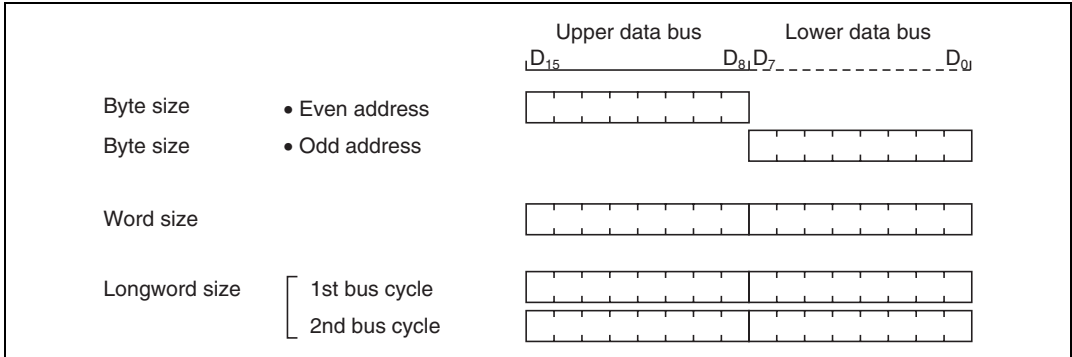 Upper data bus Lower data bus
D15 D8 D7 D0
Byte size • Even address
Byte size • Odd address
Word size
Longword size 1st bus cycle
2nd bus cycle